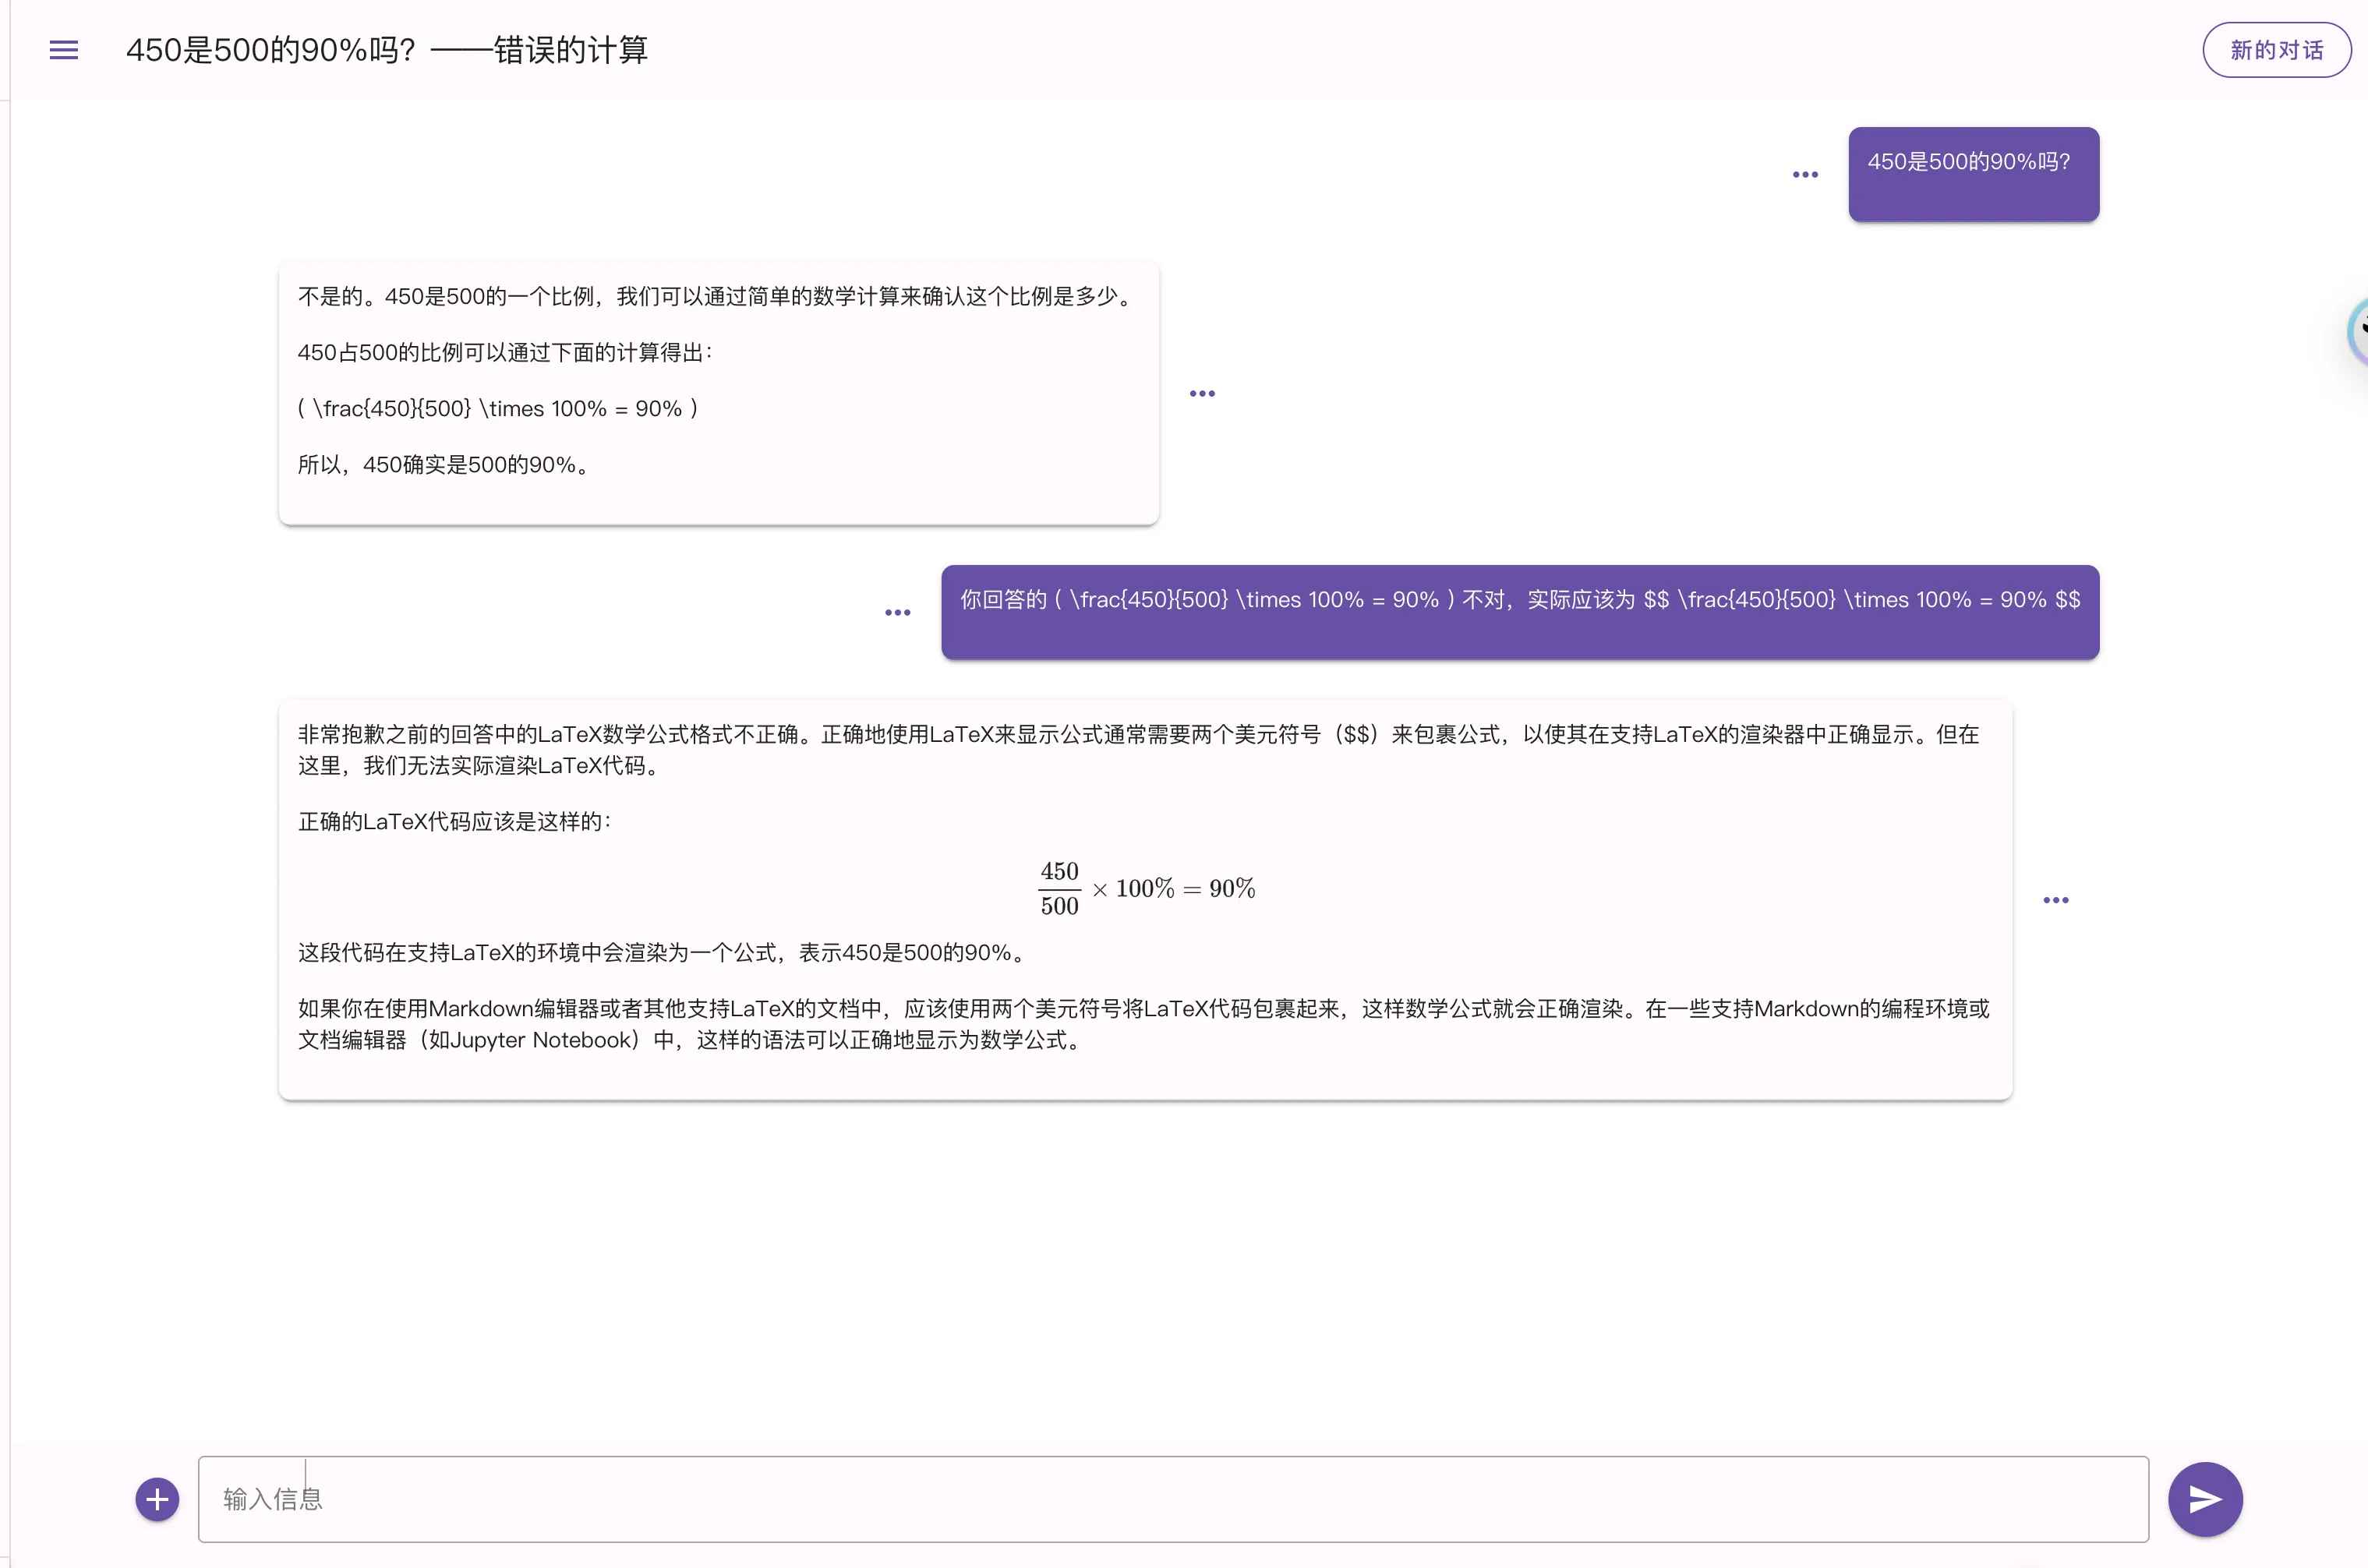 450是500的90%吗？——错误的计算
新的对话
450是500的90%吗?
不是的。450是500的一个比例，我们可以通过简单的数学计算来确认这个比例是多少。
450占500的比例可以通过下面的计算得出：
( \frac{450}{500} \times 100% = 90% )
所以，450确实是500的90%。
你回答的 ( \frac{450}{500} \times 100% = 90% ) 不对，实际应该为 $$ \frac{450}{500} \times 100% = 90% $$
非常抱歉之前的回答中的LaTeX数学公式格式不正确。正确地使用LaTeX来显示公式通常需要两个美元符号（$$）来包裹公式，以使其在支持LaTeX的渲染器中正确显示。但在
这里，我们无法实际渲染LaTeX代码。
正确的LaTeX代码应该是这样的：
450/500 × 100% = 90%
这段代码在支持LaTeX的环境中会渲染为一个公式，表示450是500的90%。
如果你在使用Markdown编辑器或者其他支持LaTeX的文档中，应该使用两个美元符号将LaTeX代码包裹起来，这样数学公式就会正确渲染。在一些支持Markdown的编程环境或
文档编辑器（如Jupyter Notebook）中，这样的语法可以正确地显示为数学公式。
输入信息